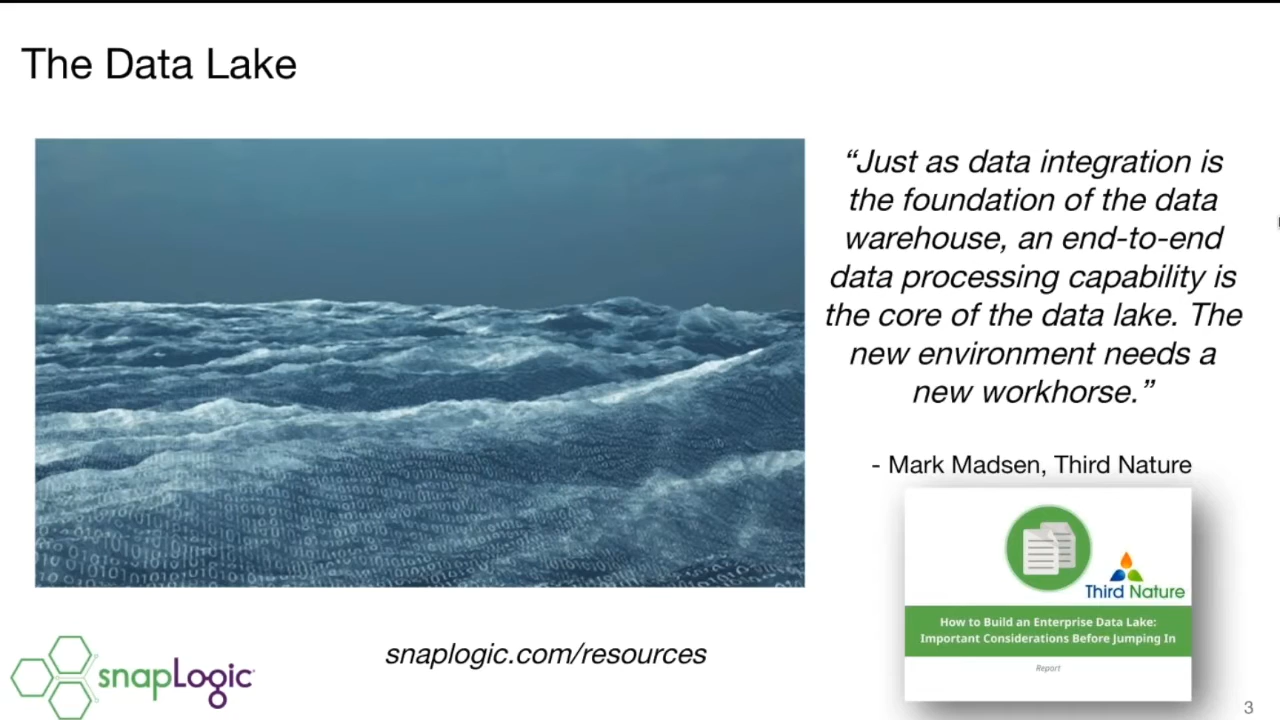 The Data Lake
“Just as data integration is
the foundation of the data
warehouse, an end-to-end
data processing capability is
the core of the data lake. The
new environment needs a
new workhorse.”
- Mark Madsen, Third Nature
Third Nature
How to Build an Enterprise Data Lake:
Important Considerations Before Jumping In
Report
snapLogic
snaplogic.com/resources
3